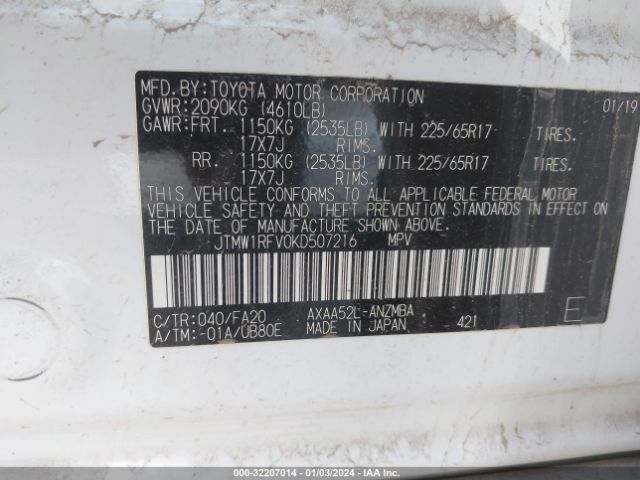 MFD.BY:TOYOTA MOTOR CORPORATION 01/19
GVWR:2090KG (4610LB)
GAWR:FRT. 1150KG (2535LB) WITH 225/65R17 TIRES.
17X7J RIMS.
RR. 1150KG (2535LB) WITH 225/65R17 TIRES.
17X7J RIMS.
THIS VEHICLE CONFORMS TO ALL APPLICABLE FEDERAL MOTOR
VEHICLE SAFETY AND THEFT PREVENTION STANDARDS IN EFFECT ON
THE DATE OF MANUFACTURE SHOWN ABOVE.
JTMW1RFV0KD507216 MPV
C/TR:040/FA20 AXAA52L-ANZMBA
A/TM:-01A/UB80E MADE IN JAPAN 421 E
000-32207014 - 01/03/2024 - IAA Inc.